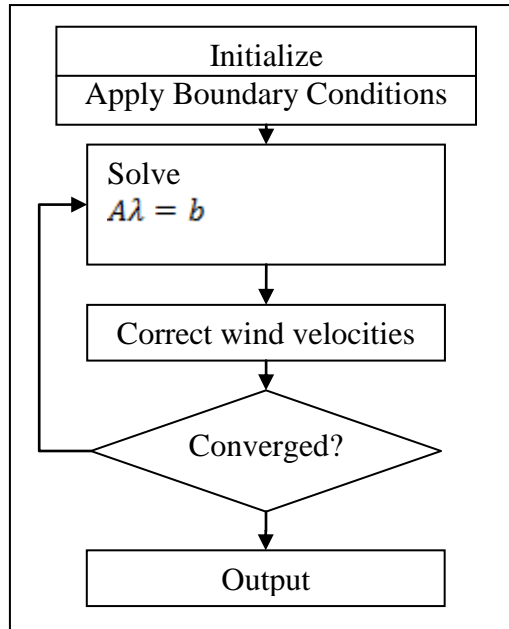 Initialize
Apply Boundary Conditions
Solve
Aλ = b
Correct wind velocities
Converged?
Output